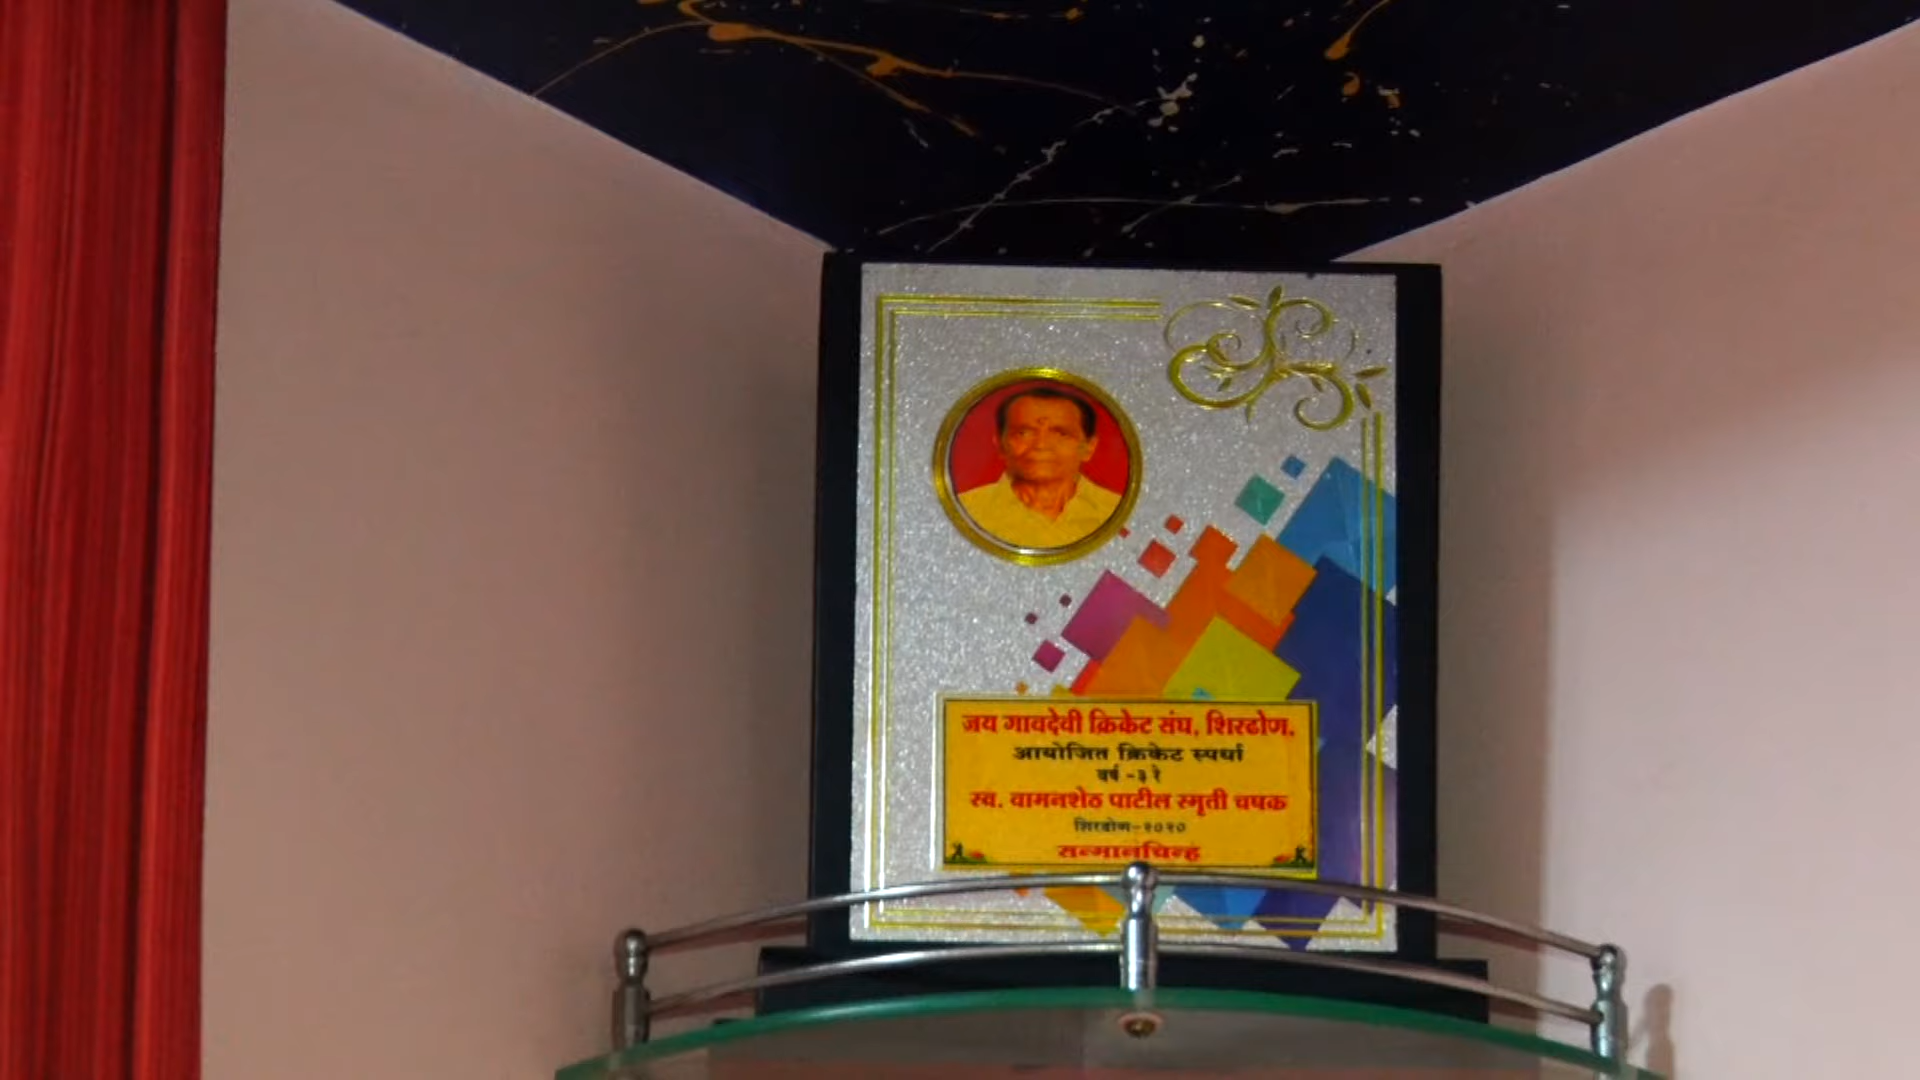 जय गावदेवी क्रिकेट संघ, शिरढोण.
आयोजित क्रिकेट स्पर्धा
वर्ष -३ रे
स्व. वामनशेठ पाटील स्मृती चषक
शिरढोण-२०२०
सन्मानचिन्ह